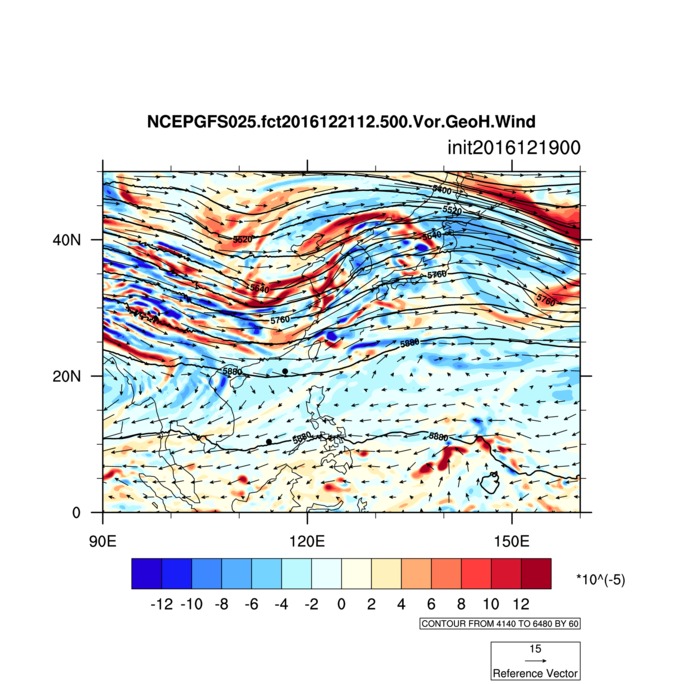 NCEPGFS025.fct2016122112.500.Vor.GeoH.Wind
init2016121900
5400
5520
5640
5520
5760
5640
5760
5760
5880
5880
5880
5880
40N
20N
0
90E 120E 150E
-12 -10 -8 -6 -4 -2 0 2 4 6 8 10 12
*10^(-5)
CONTOUR FROM 4140 TO 6480 BY 60
15
Reference Vector